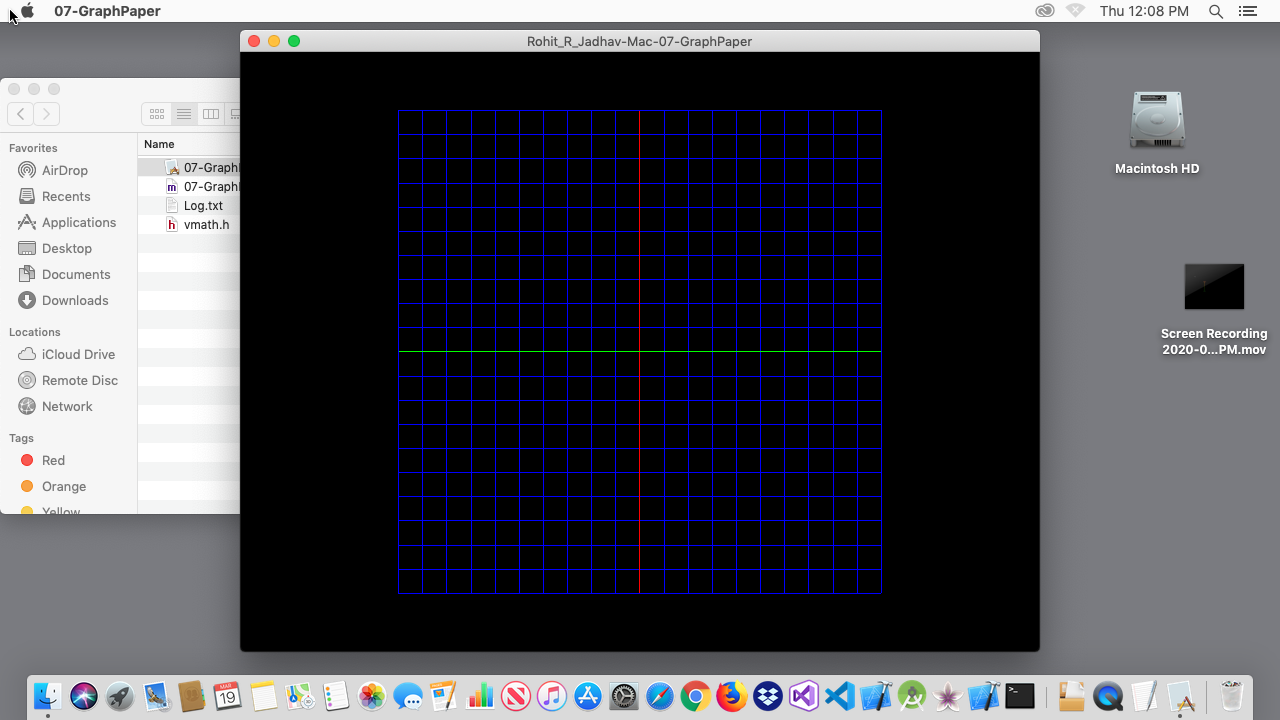 07-GraphPaper
Thu 12:08 PM
Rohit_R_Jadhav-Mac-07-GraphPaper
Name
Favorites
AirDrop
Recents
Applications
Desktop
Documents
Downloads
Locations
iCloud Drive
Remote Disc
Network
Tags
Red
Orange
Yellow
07-Graph
07-Graph
Log.txt
vmath.h
m
h
Macintosh HD
Screen Recording
2020-0...PM.mov
MAR
19
>_